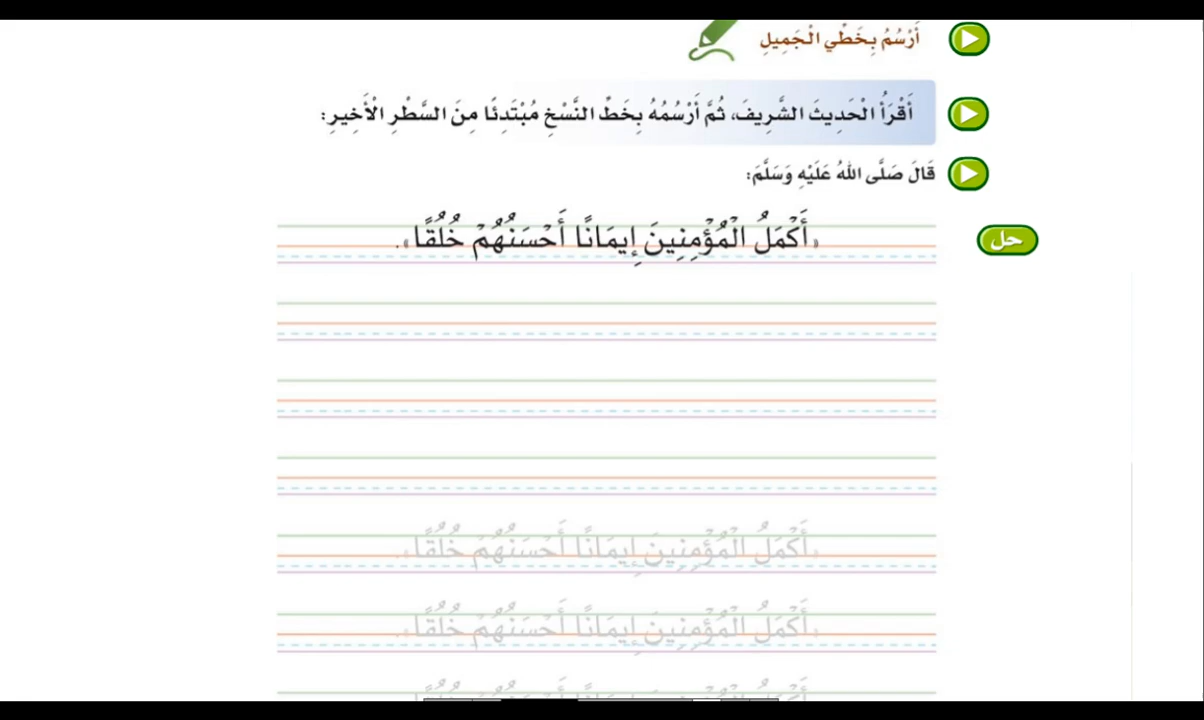 أَرْسُمُ بِخَطِّي الْجَمِيلِ
أَقْرَأُ الْحَدِيثَ الشَّرِيفَ، ثُمَّ أَرْسُمُهُ بِخَطِّ النَّسْخِ مُبْتَدِئًا مِنَ السَّطْرِ الْأَخِيرِ:
قَالَ صَلَّى اللهُ عَلَيْهِ وَسَلَّمَ:
حل
«أَكْمَلُ الْمُؤْمِنِينَ إِيمَانًا أَحْسَنُهُمْ خُلُقًا».
«أَكْمَلُ الْمُؤْمِنِينَ إِيمَانًا أَحْسَنُهُمْ خُلُقًا».
«أَكْمَلُ الْمُؤْمِنِينَ إِيمَانًا أَحْسَنُهُمْ خُلُقًا».